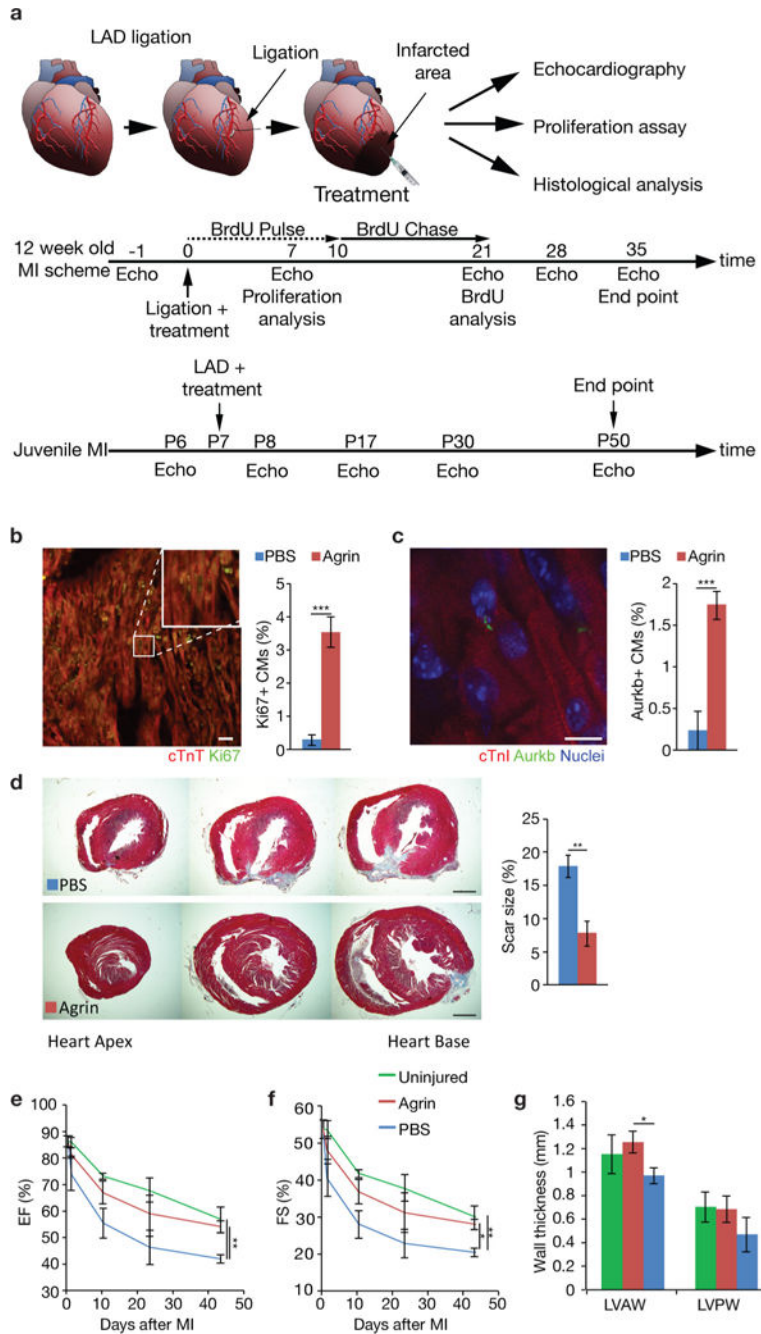 a
LAD ligation
Ligation
Infarcted
area
Treatment
Echocardiography
Proliferation assay
Histological analysis
12 week old
MI scheme
BrdU Pulse
BrdU Chase
-1 0 7 10 21 28 35 time
Echo Echo Echo Echo Echo
Ligation +
treatment
Proliferation
analysis
BrdU
analysis
End point
LAD +
treatment
End point
Juvenile MI
P6 P7 P8 P17 P30 P50 time
Echo Echo Echo Echo Echo
b
cTnT Ki67
PBS Agrin
Ki67+ CMs (%)
5
4
3
2
1
0
***
c
cTnI Aurkb Nuclei
PBS Agrin
Aurkb+ CMs (%)
2
1.5
1
0.5
0
***
d
PBS
Agrin
Heart Apex Heart Base
Scar size (%)
25
20
15
10
5
0
**
e
EF (%)
100
90
80
70
60
50
40
30
0 10 20 30 40 50
Days after MI
**
f
Uninjured
Agrin
PBS
FS (%)
60
50
40
30
20
10
0 10 20 30 40 50
Days after MI
*
**
g
Wall thickness (mm)
1.6
1.4
1.2
1
0.8
0.6
0.4
0.2
0
*
LVAW LVPW